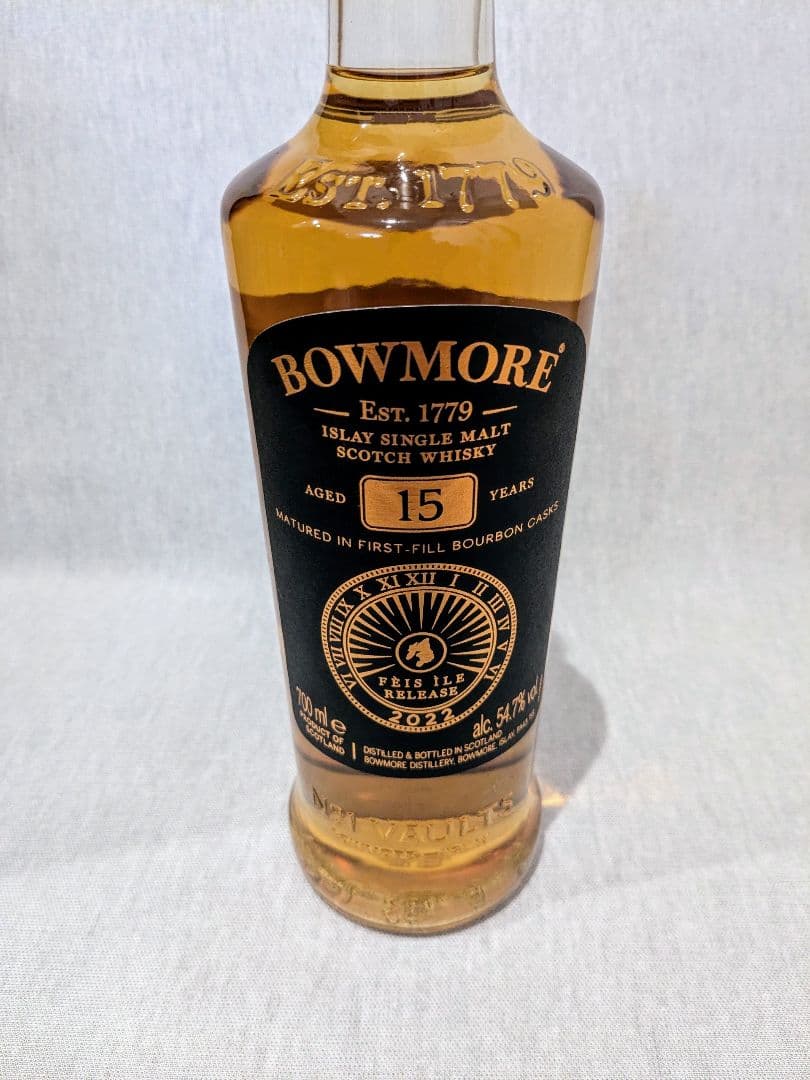 EST. 1779
BOWMORE®
— EST. 1779 —
ISLAY SINGLE MALT
SCOTCH WHISKY
AGED 15 YEARS
MATURED IN FIRST-FILL BOURBON CASKS
VI VII VIII IX X XI XII I II III IV V VI
FÈIS ÌLE
RELEASE
2022
700 ml e
PRODUCT OF
SCOTLAND
alc. 54.7% vol
DISTILLED & BOTTLED IN SCOTLAND
BOWMORE DISTILLERY, BOWMORE, ISLAY,
Nº1 VAULTS